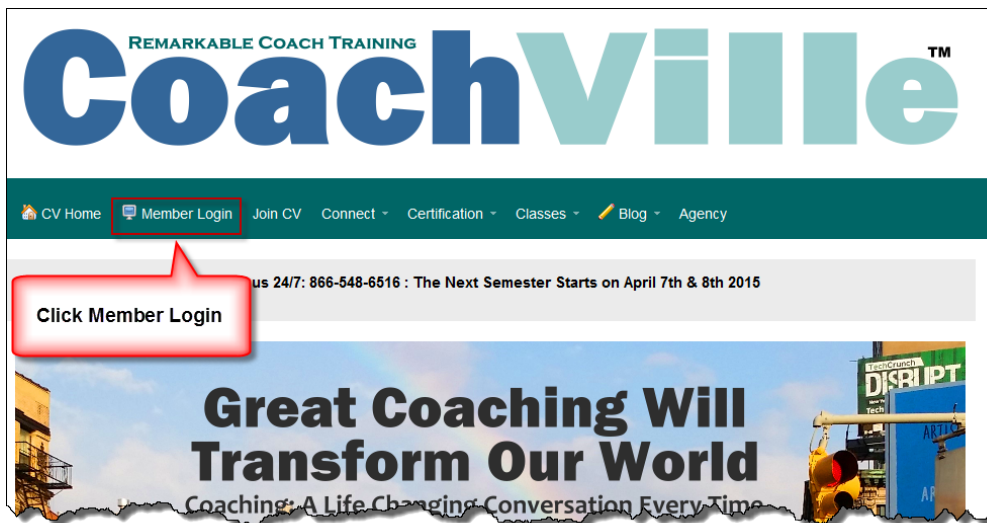 REMARKABLE COACH TRAINING
CoachVille™
CV Home Member Login Join CV Connect Certification Classes Blog Agency
us 24/7: 866-548-6516 : The Next Semester Starts on April 7th & 8th 2015
Click Member Login
Great Coaching Will
Transform Our World
Coaching: A Life Changing Conversation Every Time
TechCrunch
DISRUPT
Tech